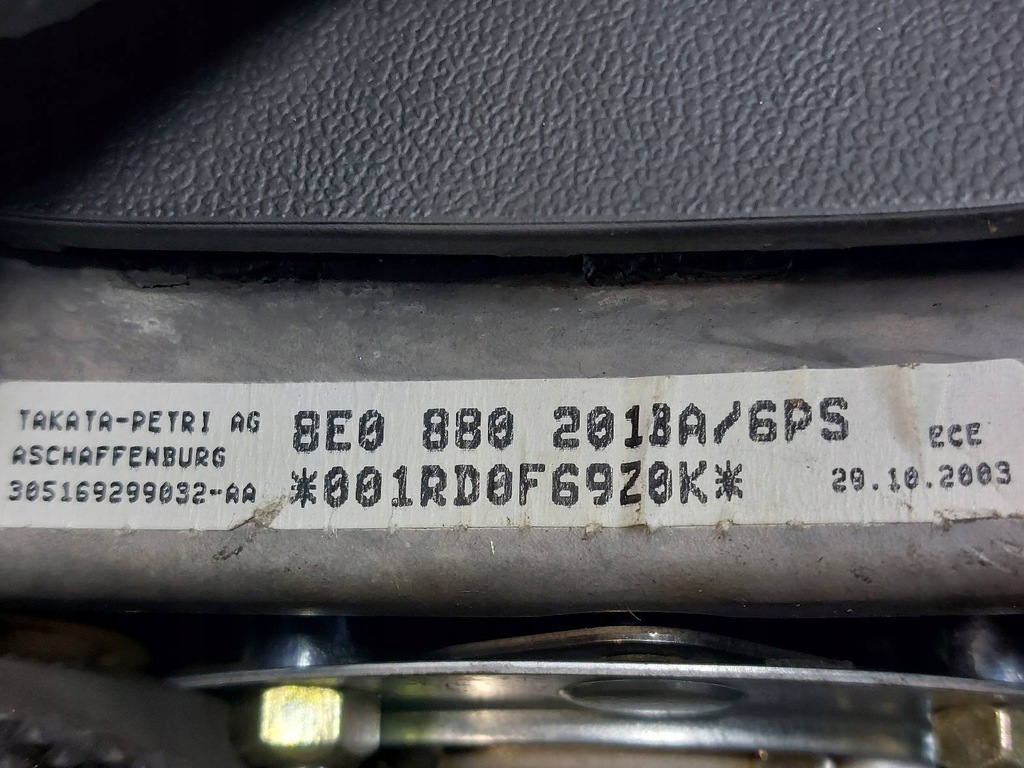 TAKATA-PETRI AG
ASCHAFFENBURG
305169299032-AA
8E0 880 201BA/6PS
*001RD0F69Z0K*
ECE
29.10.2003